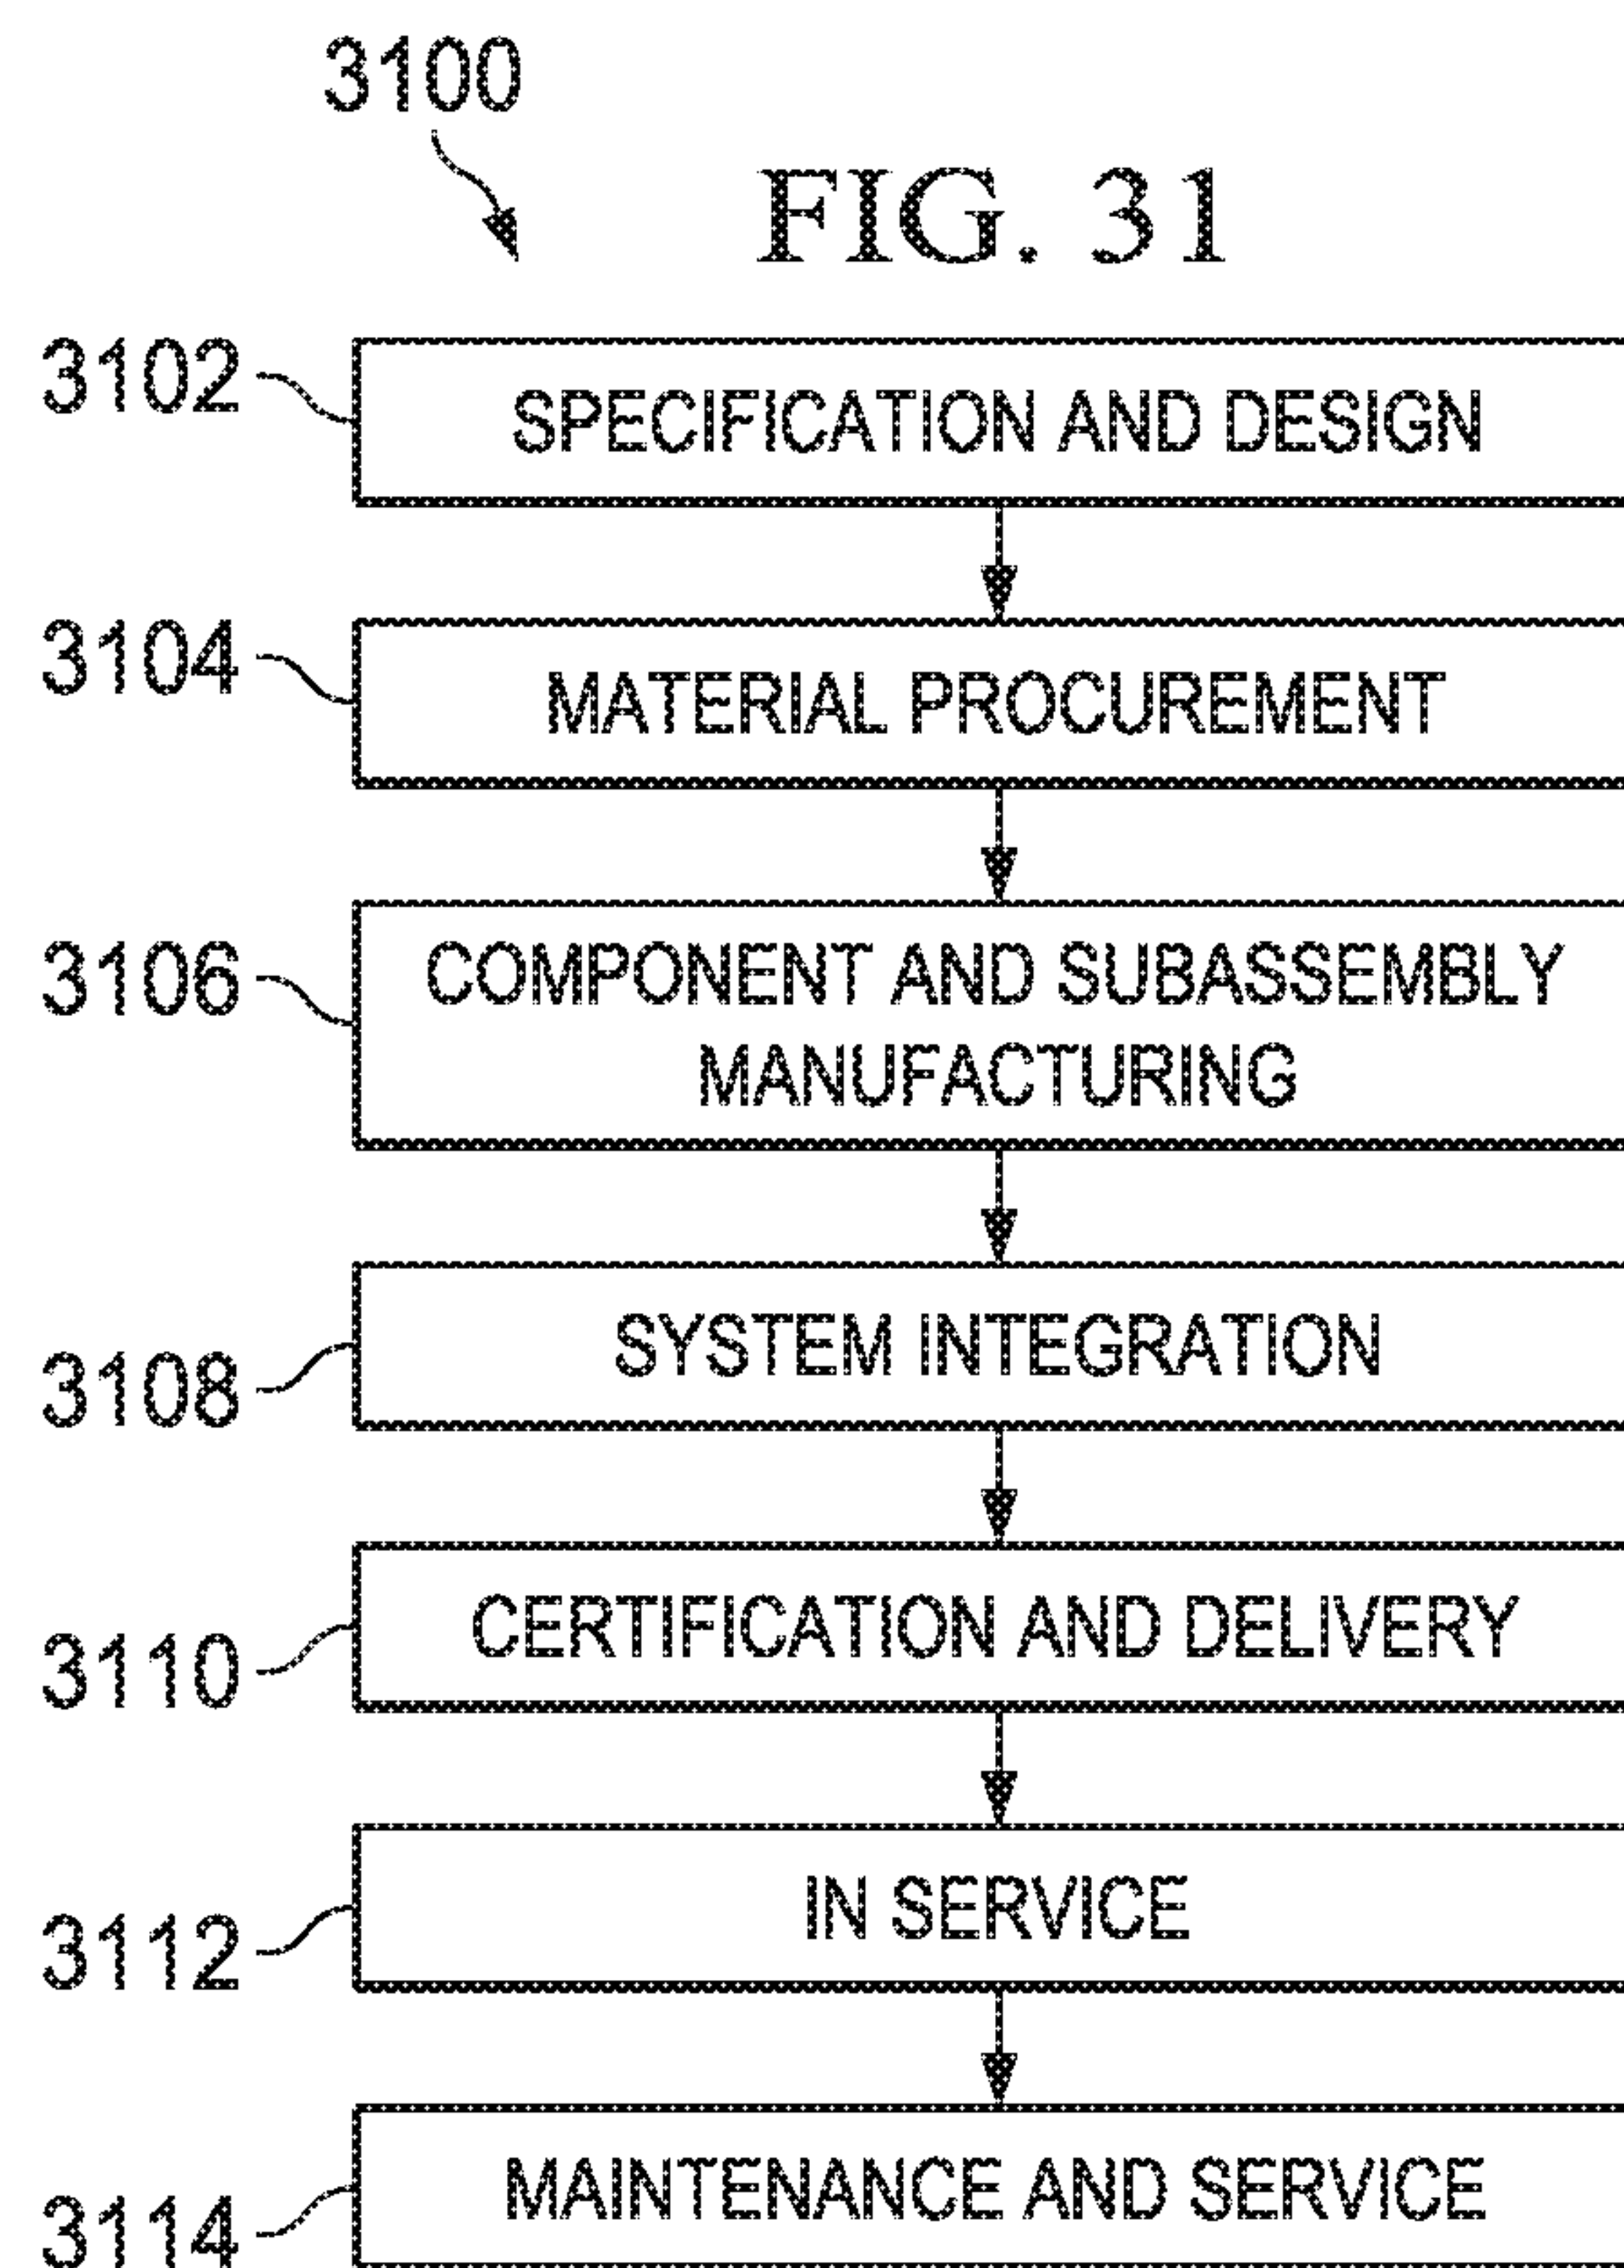 3100
FIG. 31
3102
SPECIFICATION AND DESIGN
3104
MATERIAL PROCUREMENT
3106
COMPONENT AND SUBASSEMBLY
MANUFACTURING
3108
SYSTEM INTEGRATION
3110
CERTIFICATION AND DELIVERY
3112
IN SERVICE
3114
MAINTENANCE AND SERVICE